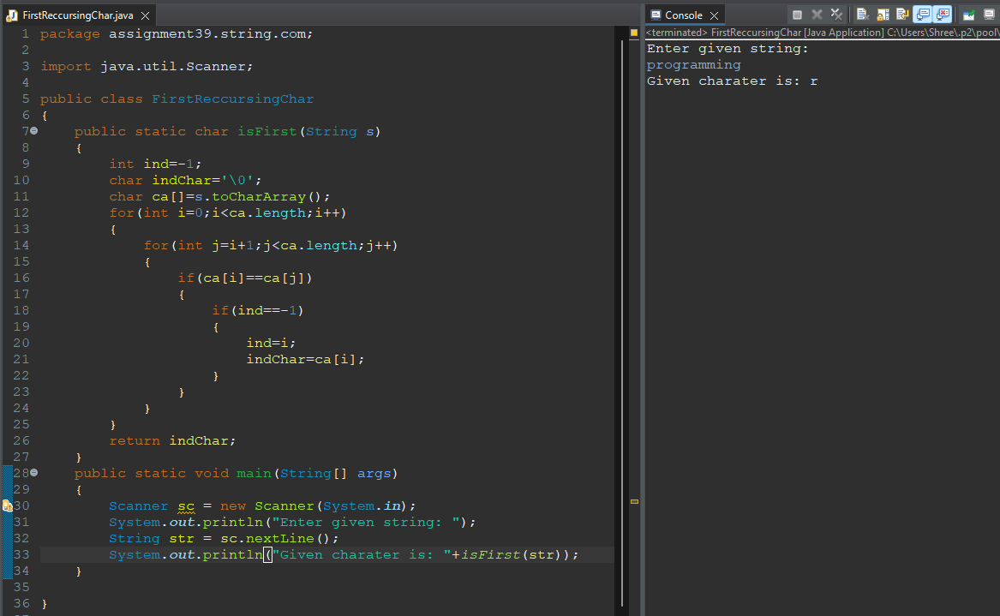 FirstReccursingChar.java
1 package assignment39.string.com;
2
3 import java.util.Scanner;
4
5 public class FirstReccursingChar
6 {
7 public static char isFirst(String s)
8 {
9 int ind=-1;
10 char indChar='\0';
11 char ca[]=s.toCharArray();
12 for(int i=0;i<ca.length;i++)
13 {
14 for(int j=i+1;j<ca.length;j++)
15 {
16 if(ca[i]==ca[j])
17 {
18 if(ind==-1)
19 {
20 ind=i;
21 indChar=ca[i];
22 }
23 }
24 }
25 }
26 return indChar;
27 }
28 public static void main(String[] args)
29 {
30 Scanner sc = new Scanner(System.in);
31 System.out.println("Enter given string: ");
32 String str = sc.nextLine();
33 System.out.println("Given charater is: "+isFirst(str));
34 }
35
36 }
Console
<terminated> FirstReccursingChar [Java Application] C:\Users\Shree\.p2\pool\
Enter given string:
programming
Given charater is: r